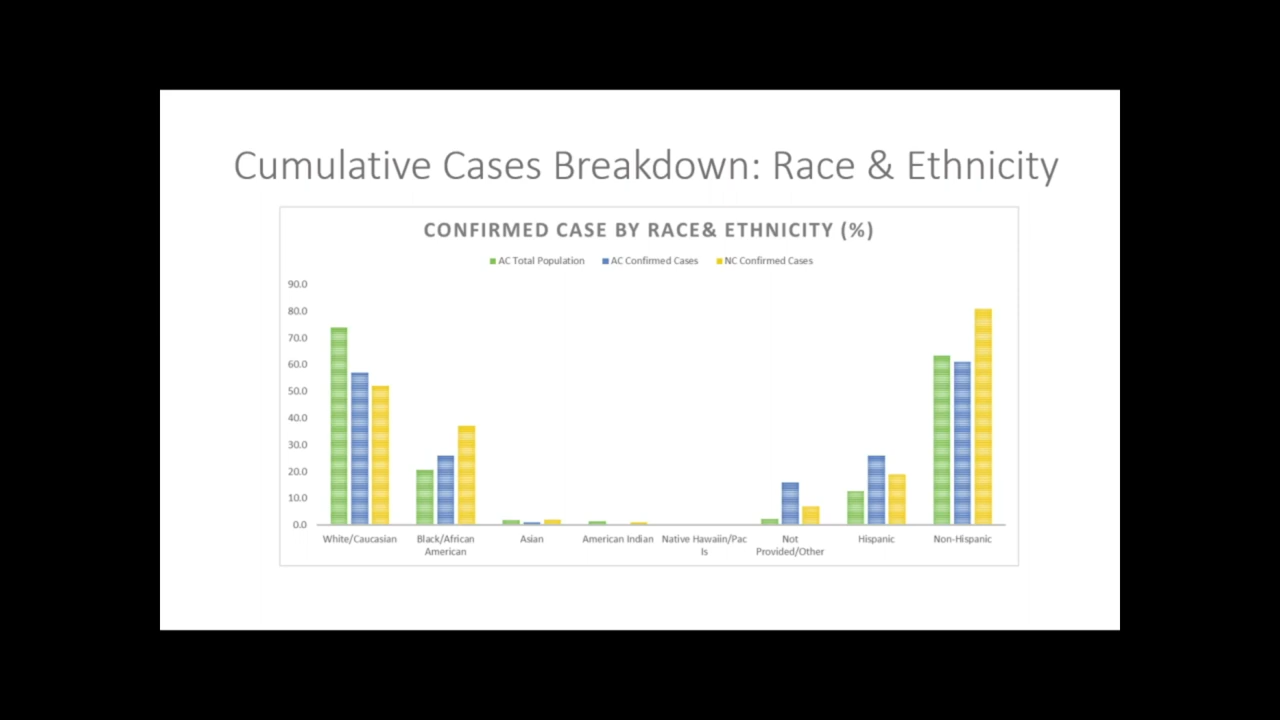 Cumulative Cases Breakdown: Race & Ethnicity
CONFIRMED CASE BY RACE& ETHNICITY (%)
AC Total Population AC Confirmed Cases NC Confirmed Cases
90.0
80.0
70.0
60.0
50.0
40.0
30.0
20.0
10.0
0.0
White/Caucasian Black/African American Asian American Indian Native Hawaiin/Pac Is Not Provided/Other Hispanic Non-Hispanic